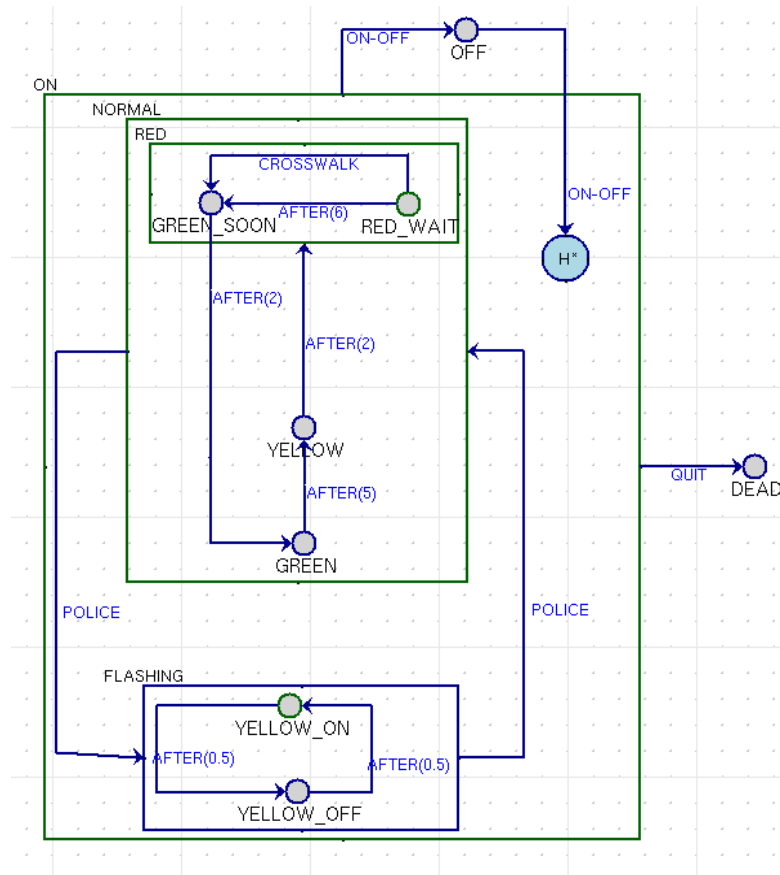 ON-OFF
OFF
ON
NORMAL
RED
CROSSWALK
ON-OFF
AFTER(6)
GREEN_SOON
RED_WAIT
H*
AFTER(2)
AFTER(2)
YELLOW
QUIT
DEAD
AFTER(5)
GREEN
POLICE
POLICE
FLASHING
YELLOW_ON
AFTER(0.5)
AFTER(0.5)
YELLOW_OFF